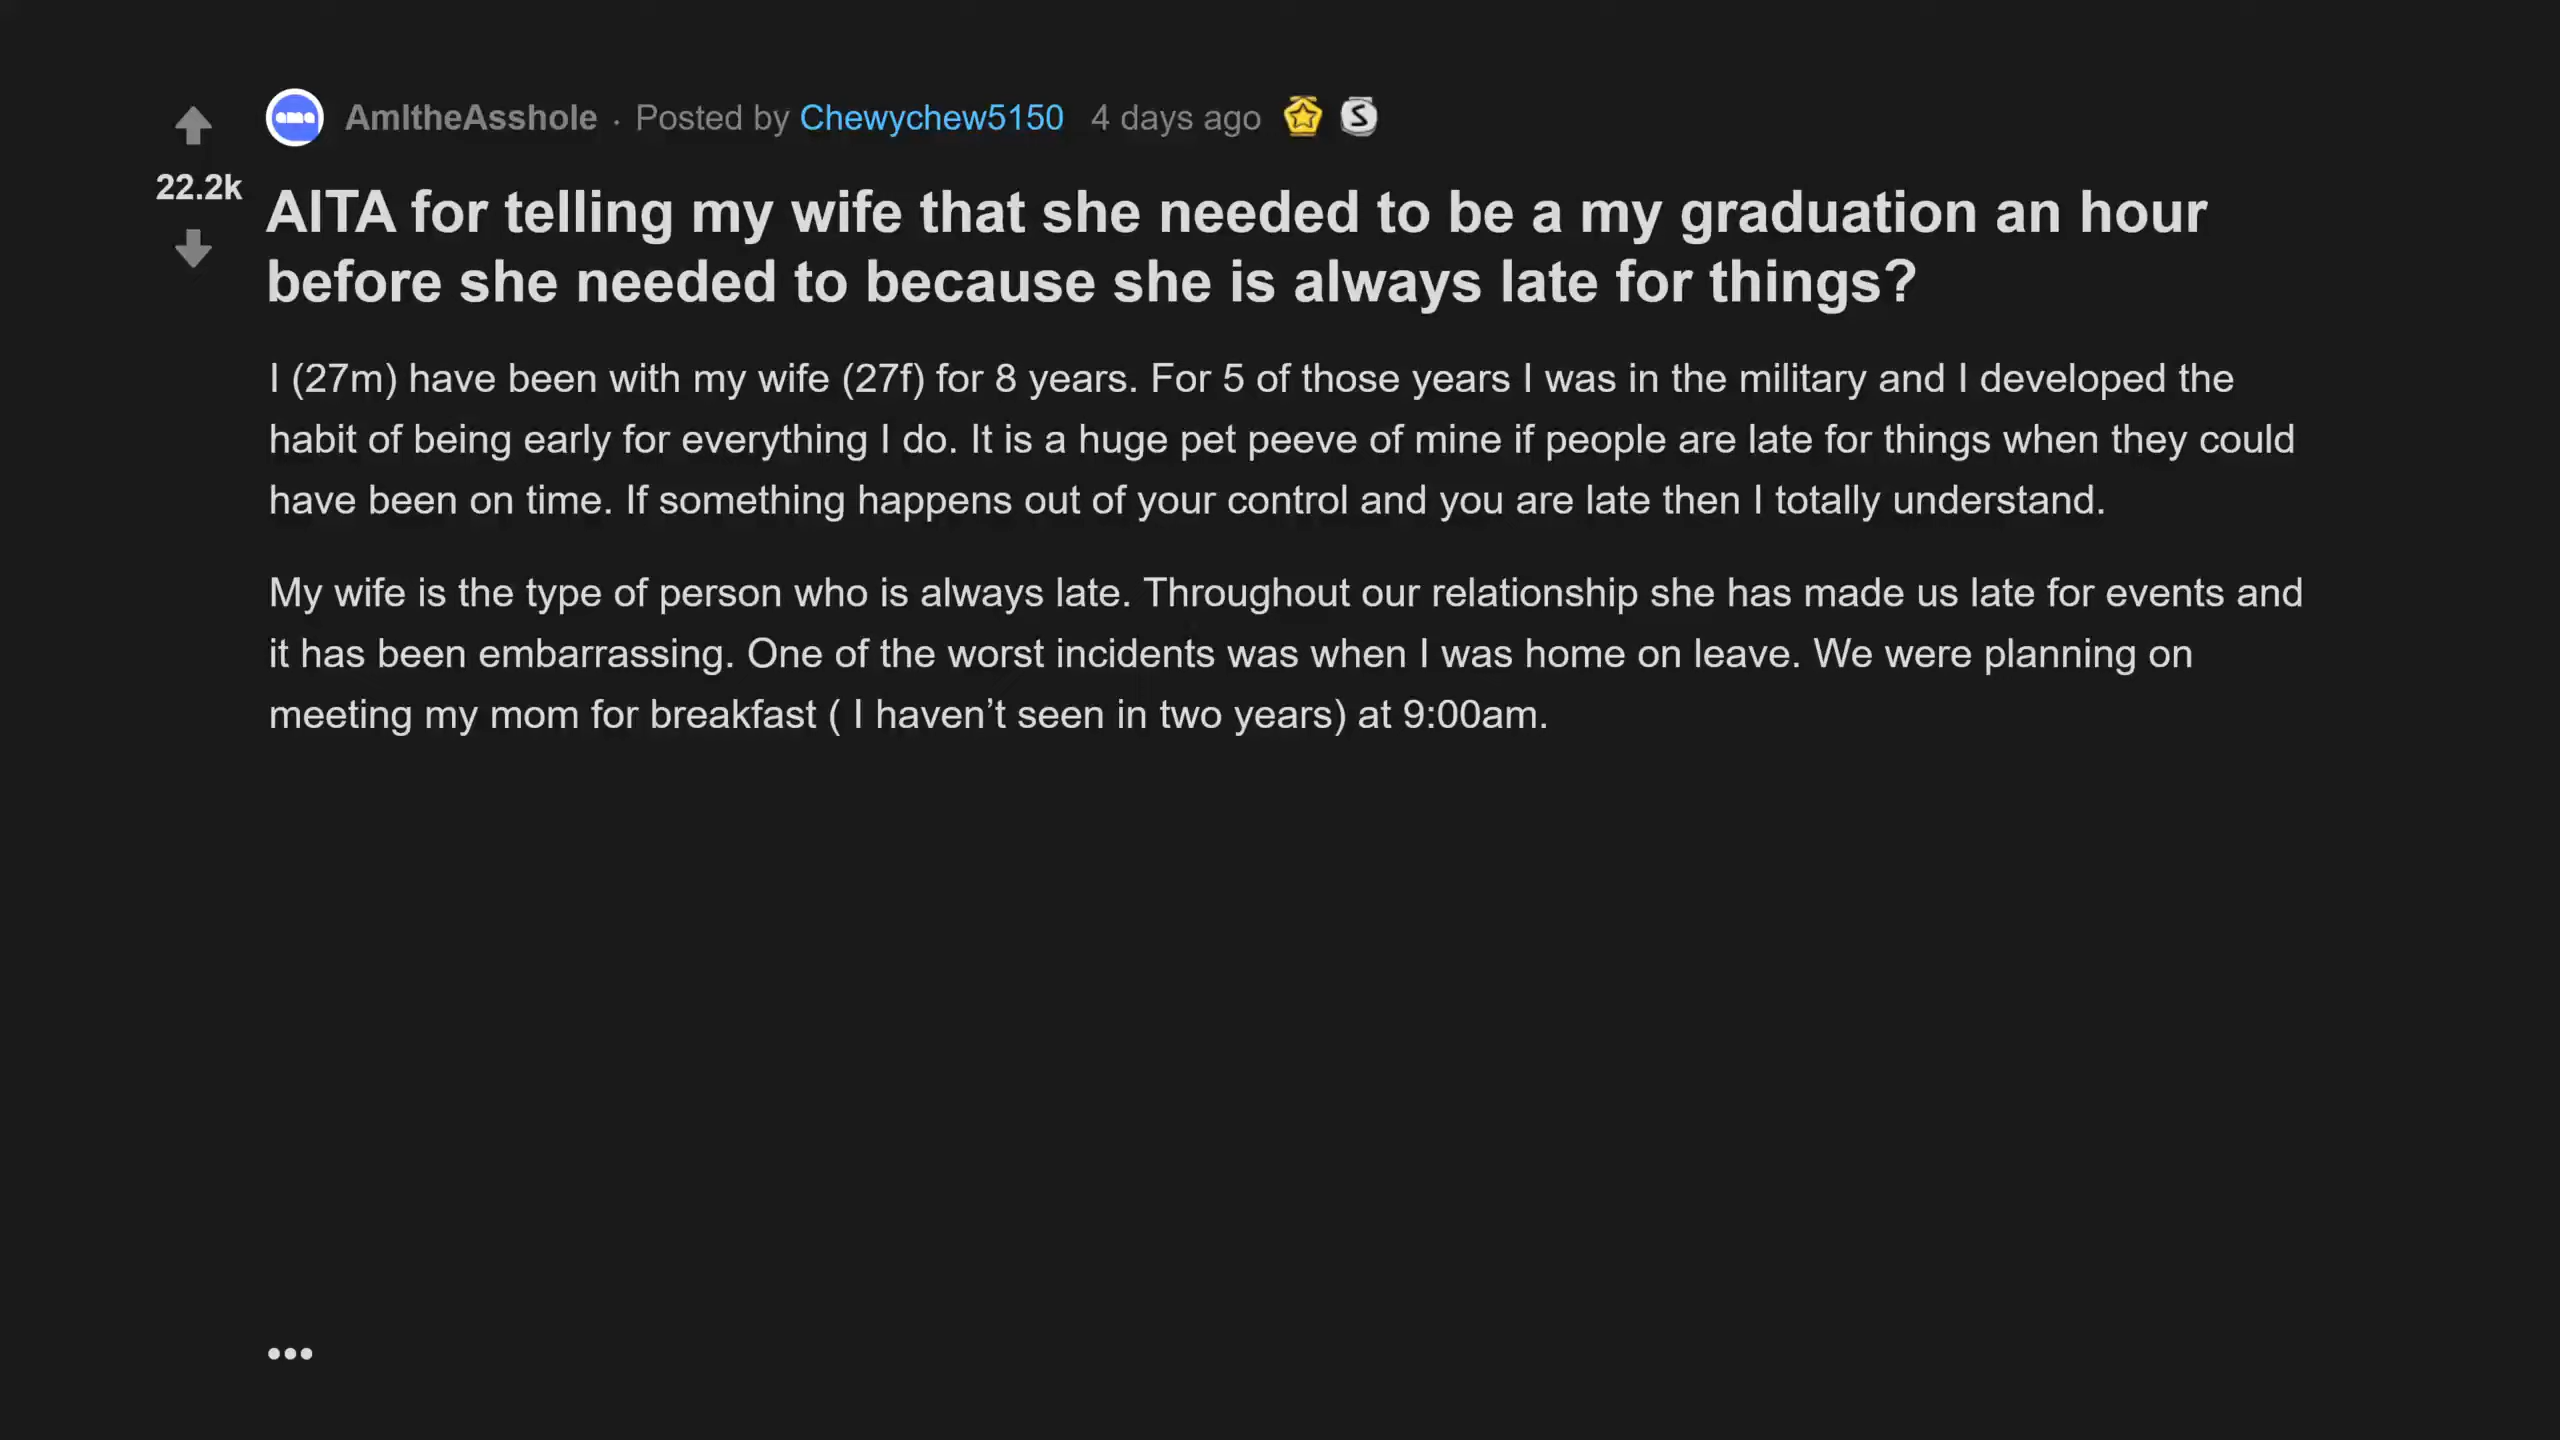 AmItheAsshole · Posted by Chewychew5150 4 days ago
22.2k
AITA for telling my wife that she needed to be a my graduation an hour
before she needed to because she is always late for things?
I (27m) have been with my wife (27f) for 8 years. For 5 of those years I was in the military and I developed the
habit of being early for everything I do. It is a huge pet peeve of mine if people are late for things when they could
have been on time. If something happens out of your control and you are late then I totally understand.
My wife is the type of person who is always late. Throughout our relationship she has made us late for events and
it has been embarrassing. One of the worst incidents was when I was home on leave. We were planning on
meeting my mom for breakfast ( I haven’t seen in two years) at 9:00am.
•••